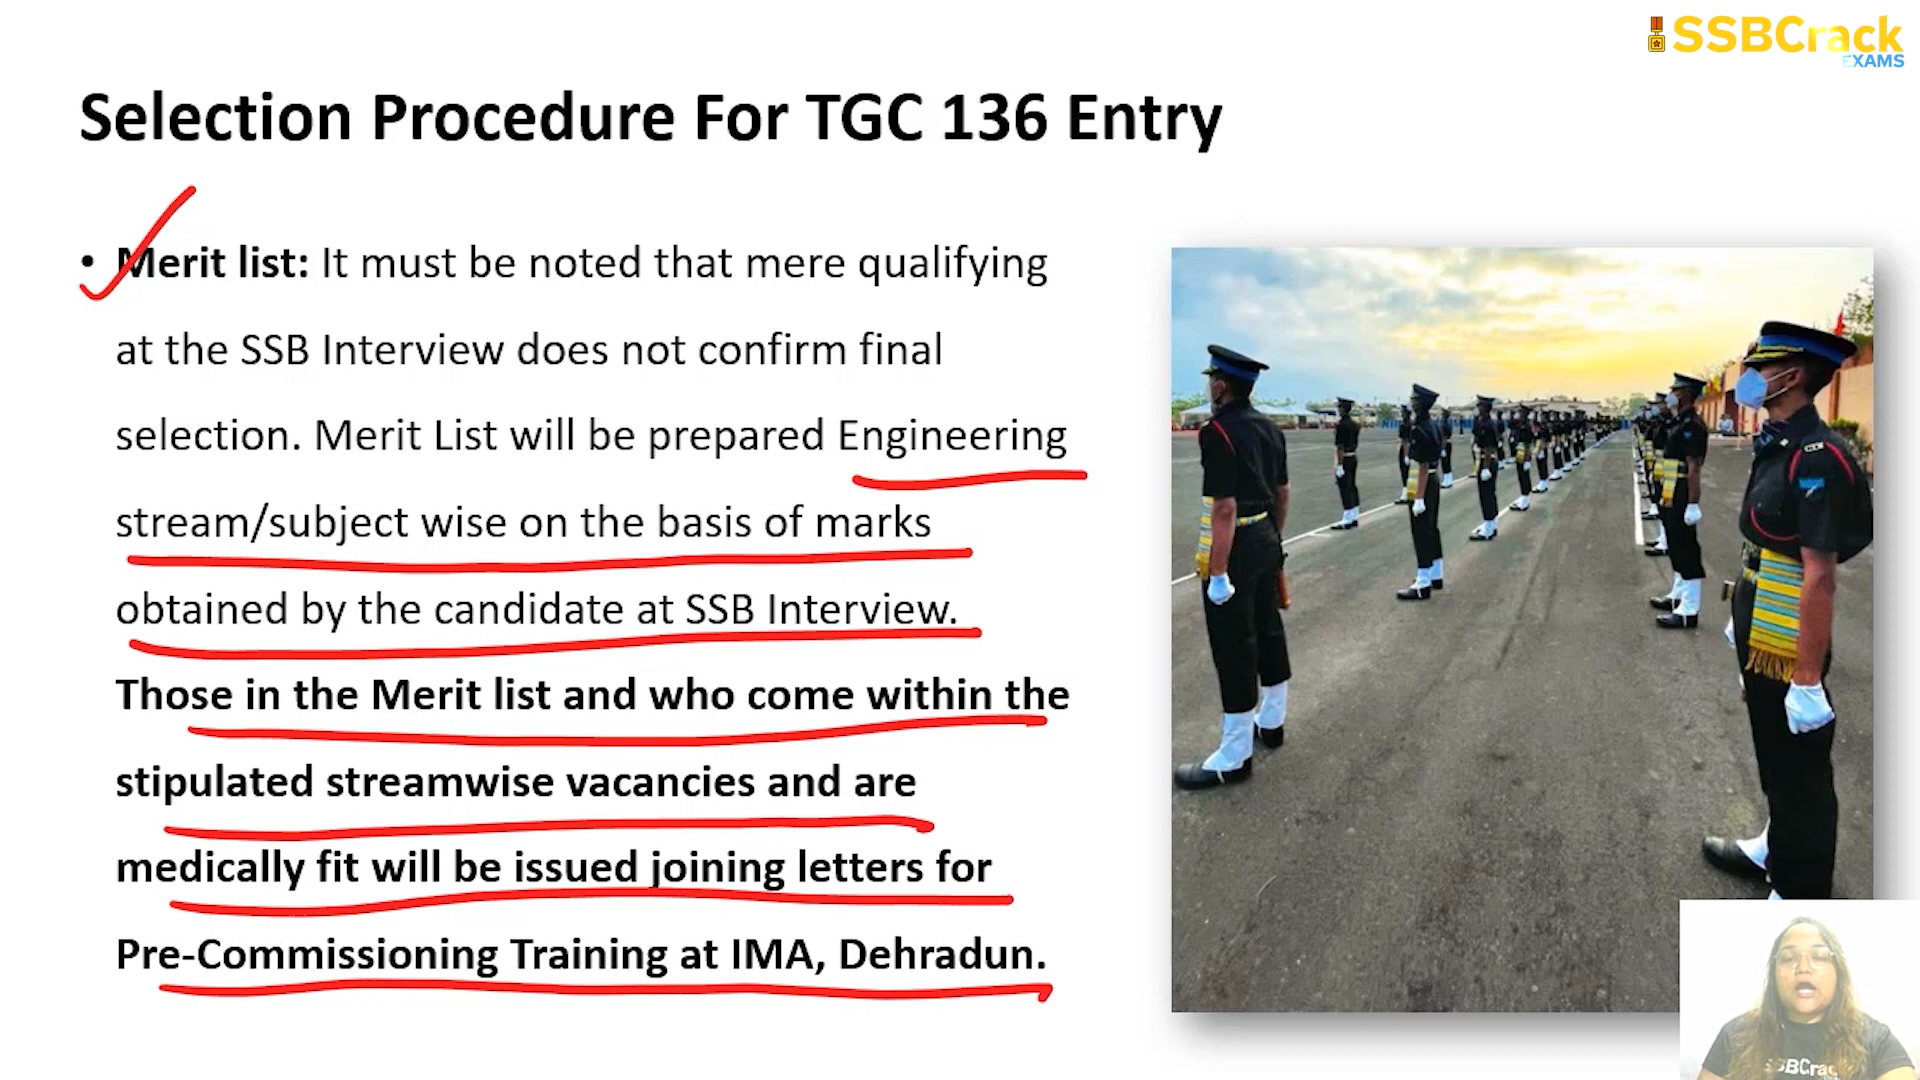 SSBCrack
EXAMS
Selection Procedure For TGC 136 Entry
• Merit list: It must be noted that mere qualifying
at the SSB Interview does not confirm final
selection. Merit List will be prepared Engineering
stream/subject wise on the basis of marks
obtained by the candidate at SSB Interview.
Those in the Merit list and who come within the
stipulated streamwise vacancies and are
medically fit will be issued joining letters for
Pre-Commissioning Training at IMA, Dehradun.
SSBCrac